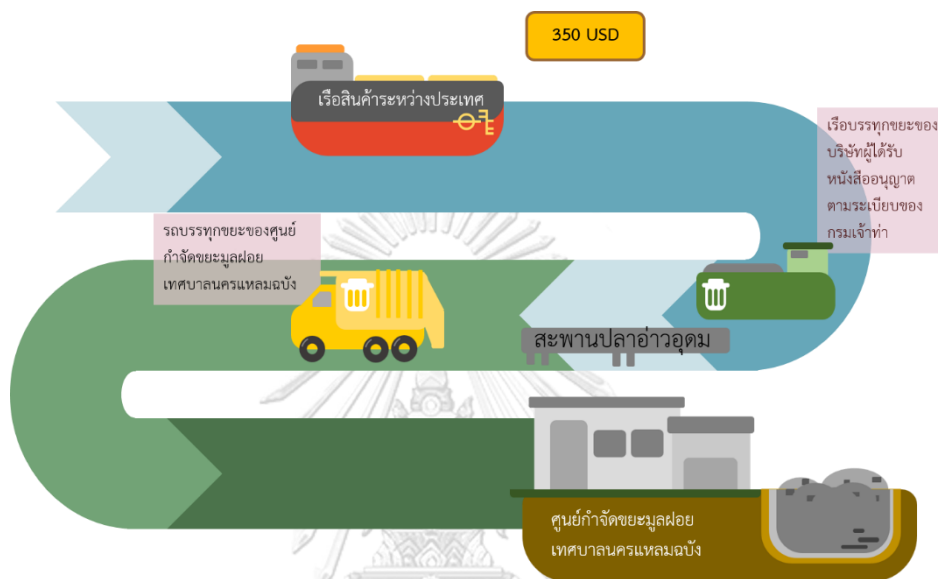 350 USD
เรือสินค้าระหว่างประเทศ
เรือบรรทุกขยะของ
บริษัทผู้ได้รับ
หนังสืออนุญาต
ตามระเบียบของ
กรมเจ้าท่า
รถบรรทุกขยะของศูนย์
กำจัดขยะมูลฝอย
เทศบาลนครแหลมฉบัง
สะพานปลาอ่าวอุดม
ศูนย์กำจัดขยะมูลฝอย
เทศบาลนครแหลมฉบัง